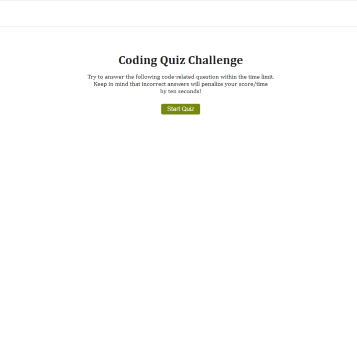 Coding Quiz Challenge
Try to answer the following code-related question within the time limit.
Keep in mind that incorrect answers will penalize your score/time
by ten seconds!
Start Quiz